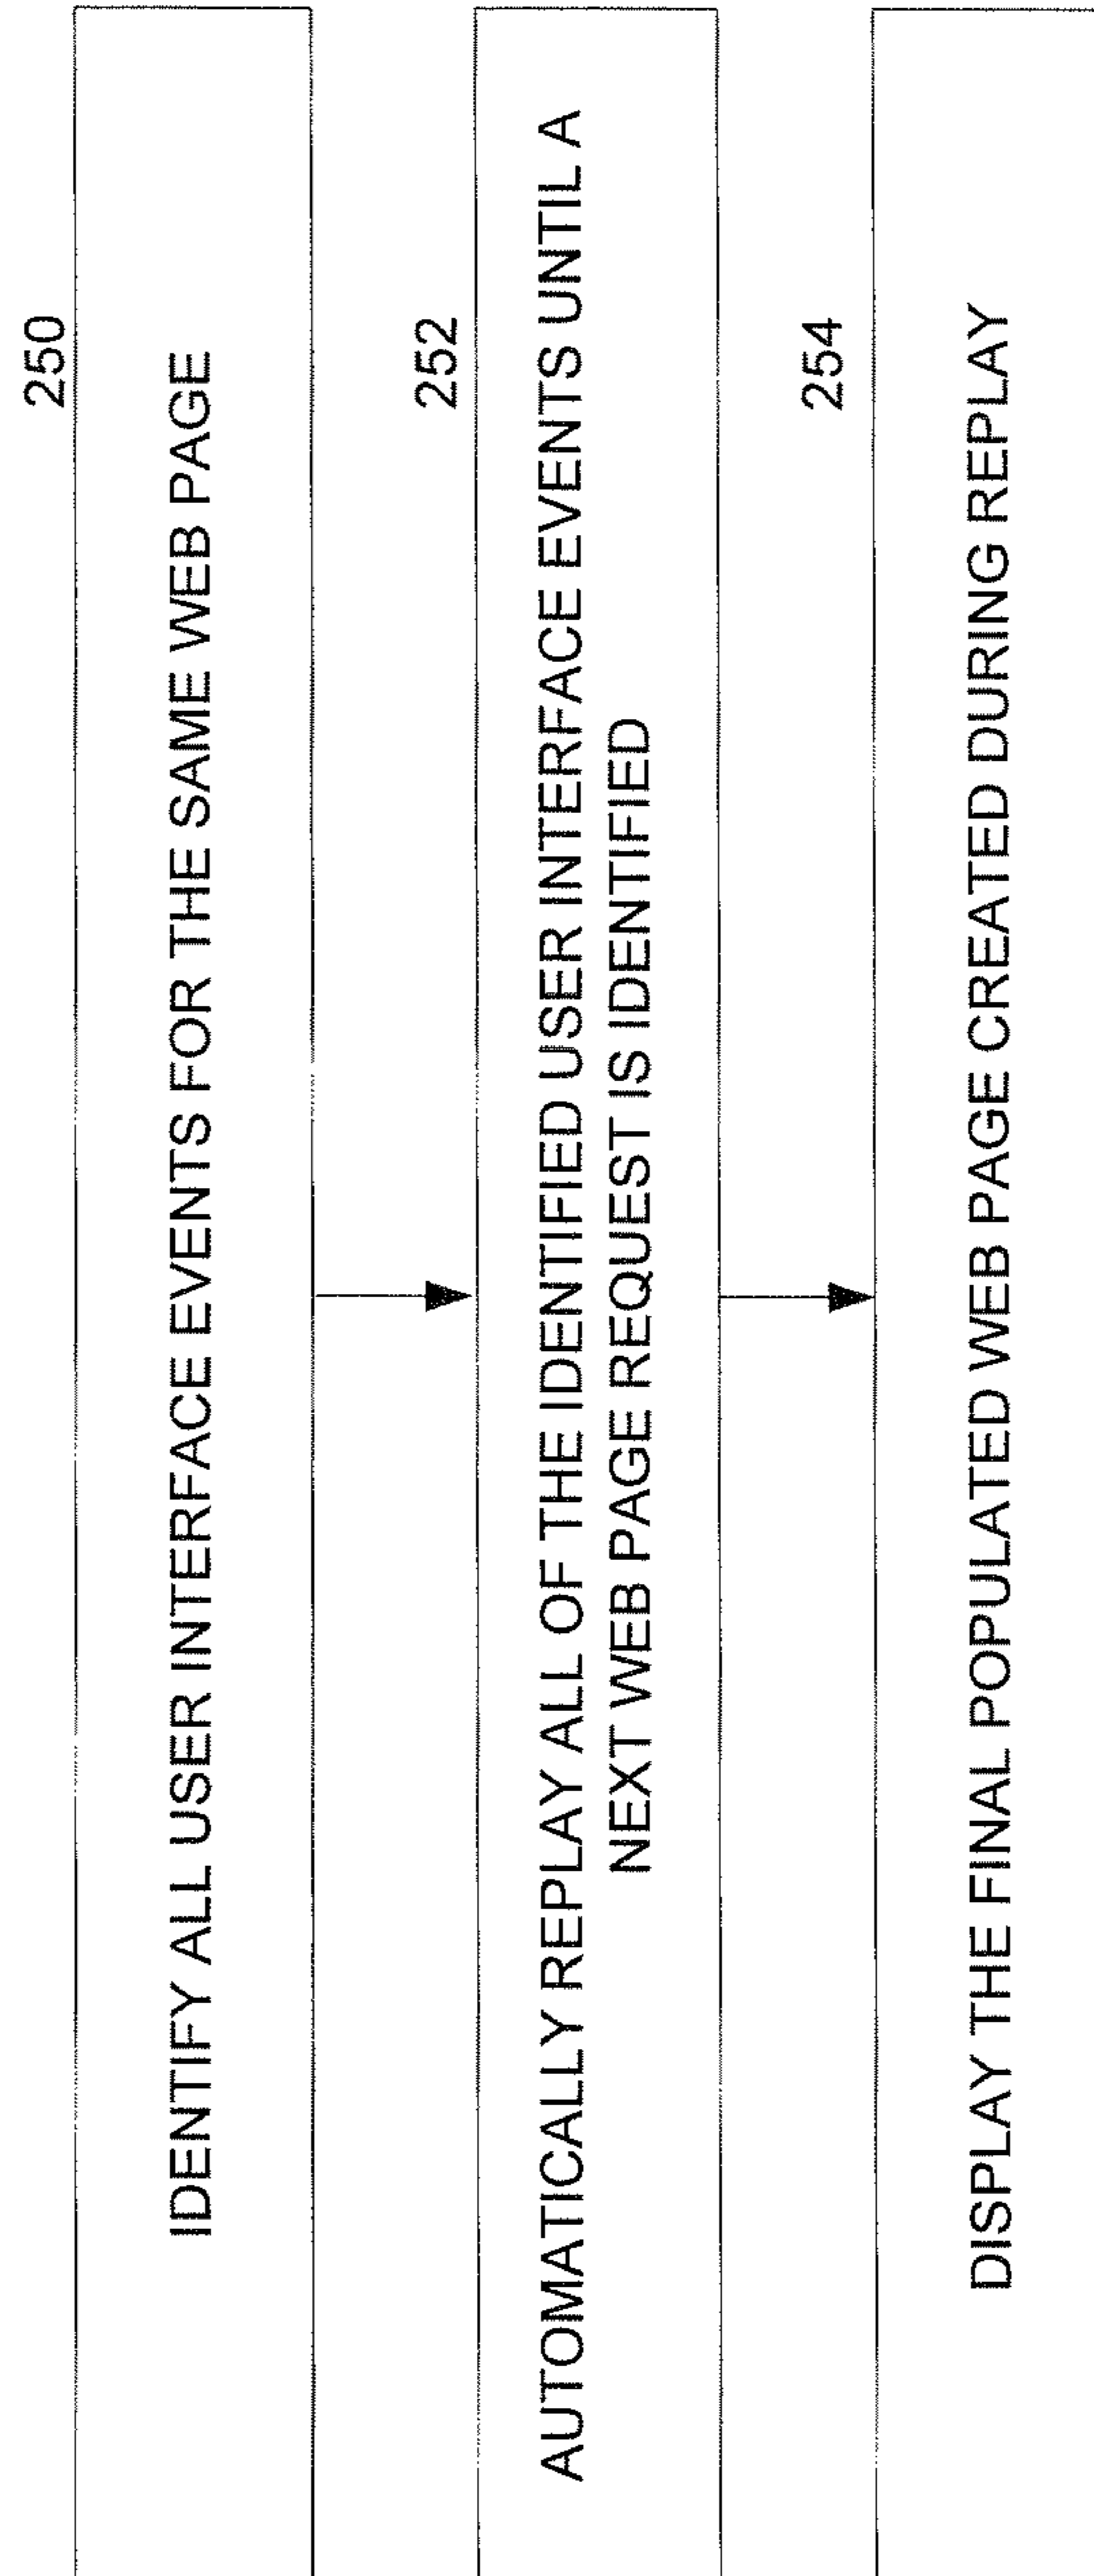 250
IDENTIFY ALL USER INTERFACE EVENTS FOR THE SAME WEB PAGE
252
AUTOMATICALLY REPLAY ALL OF THE IDENTIFIED USER INTERFACE EVENTS UNTIL A
NEXT WEB PAGE REQUEST IS IDENTIFIED
254
DISPLAY THE FINAL POPULATED WEB PAGE CREATED DURING REPLAY